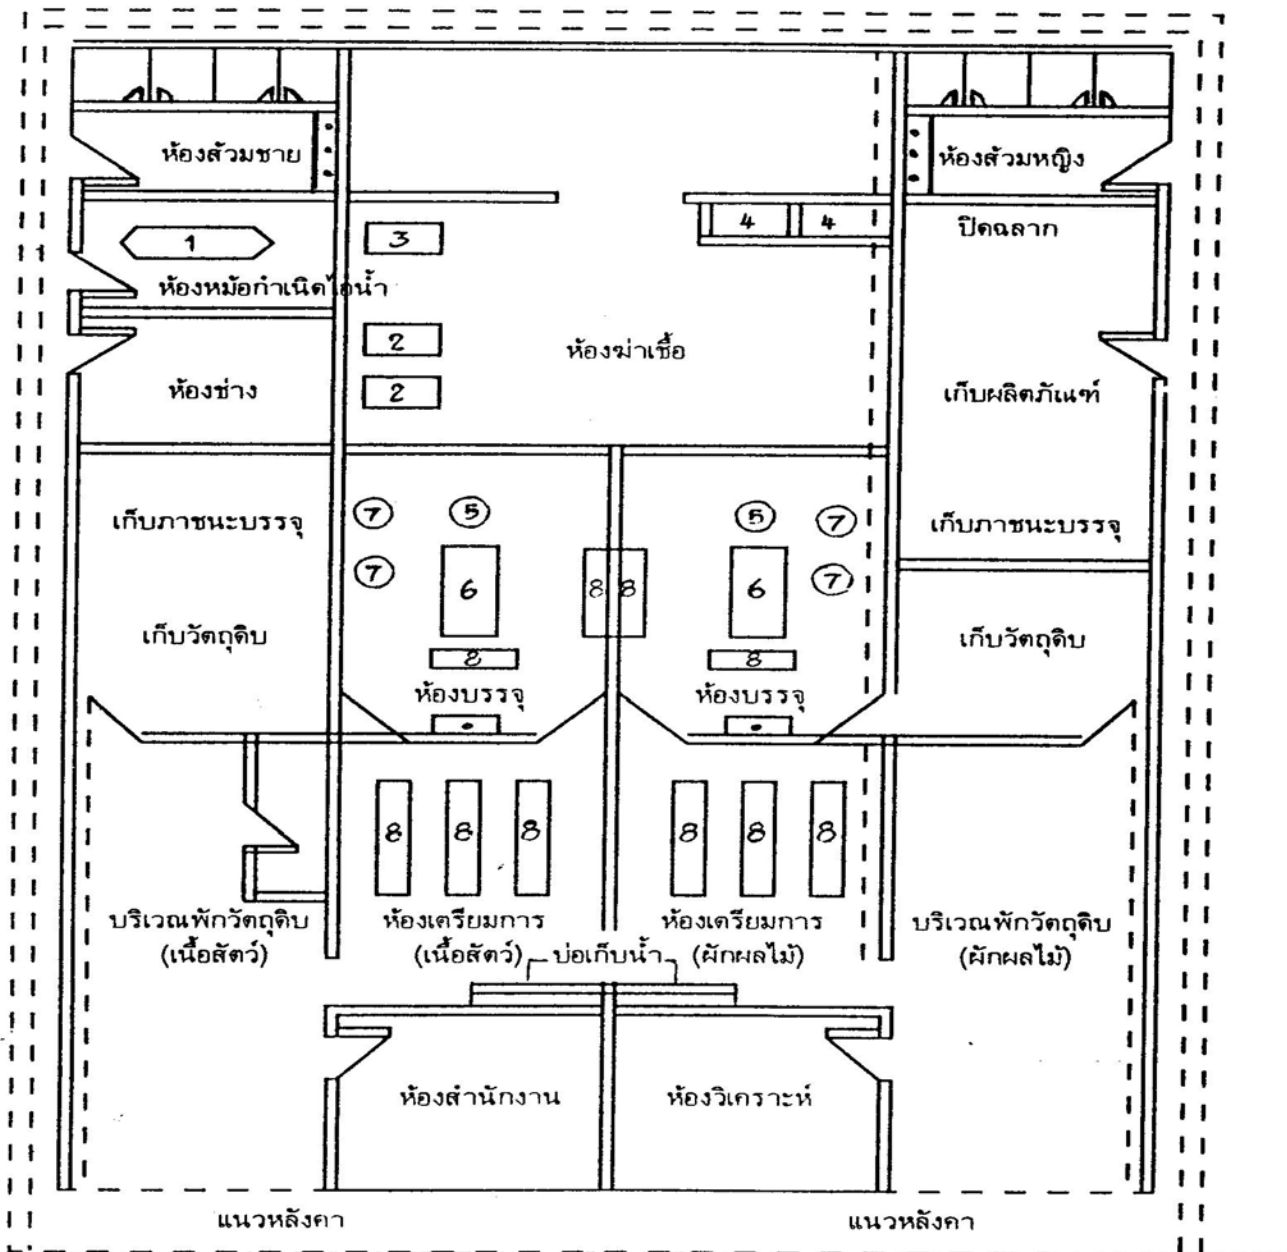 ห้องส้วมชาย
ห้องส้วมหญิง
1
3
4
4
ปิดฉลาก
ห้องหม้อกำเนิดไอน้ำ
2
ห้องฆ่าเชื้อ
2
ห้องช่าง
เก็บผลิตภัณฑ์
เก็บภาชนะบรรจุ
7
5
5
7
เก็บภาชนะบรรจุ
7
6
8
8
6
7
เก็บวัตถุดิบ
เก็บวัตถุดิบ
8
8
ห้องบรรจุ
ห้องบรรจุ
8
8
8
8
8
8
บริเวณพักวัตถุดิบ
(เนื้อสัตว์)
ห้องเตรียมการ
(เนื้อสัตว์)
บ่อเก็บน้ำ
ห้องเตรียมการ
(ผักผลไม้)
บริเวณพักวัตถุดิบ
(ผักผลไม้)
ห้องสำนักงาน
ห้องวิเคราะห์
แนวหลังคา
แนวหลังคา